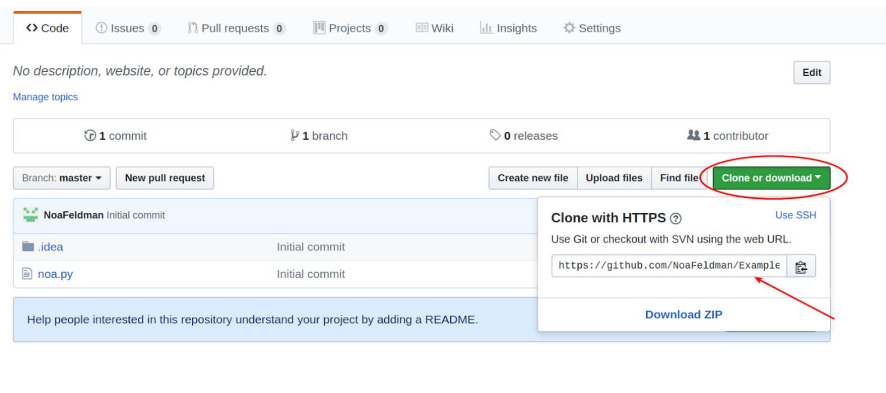 Code Issues 0 Pull requests 0 Projects 0 Wiki Insights Settings
No description, website, or topics provided. Edit
Manage topics
1 commit 1 branch 0 releases 1 contributor
Branch: master New pull request Create new file Upload files Find file Clone or download
NoaFeldman Initial commit
.idea Initial commit
noa.py Initial commit
Help people interested in this repository understand your project by adding a README.
Clone with HTTPS Use SSH
Use Git or checkout with SVN using the web URL.
https://github.com/NoaFeldman/Example
Download ZIP